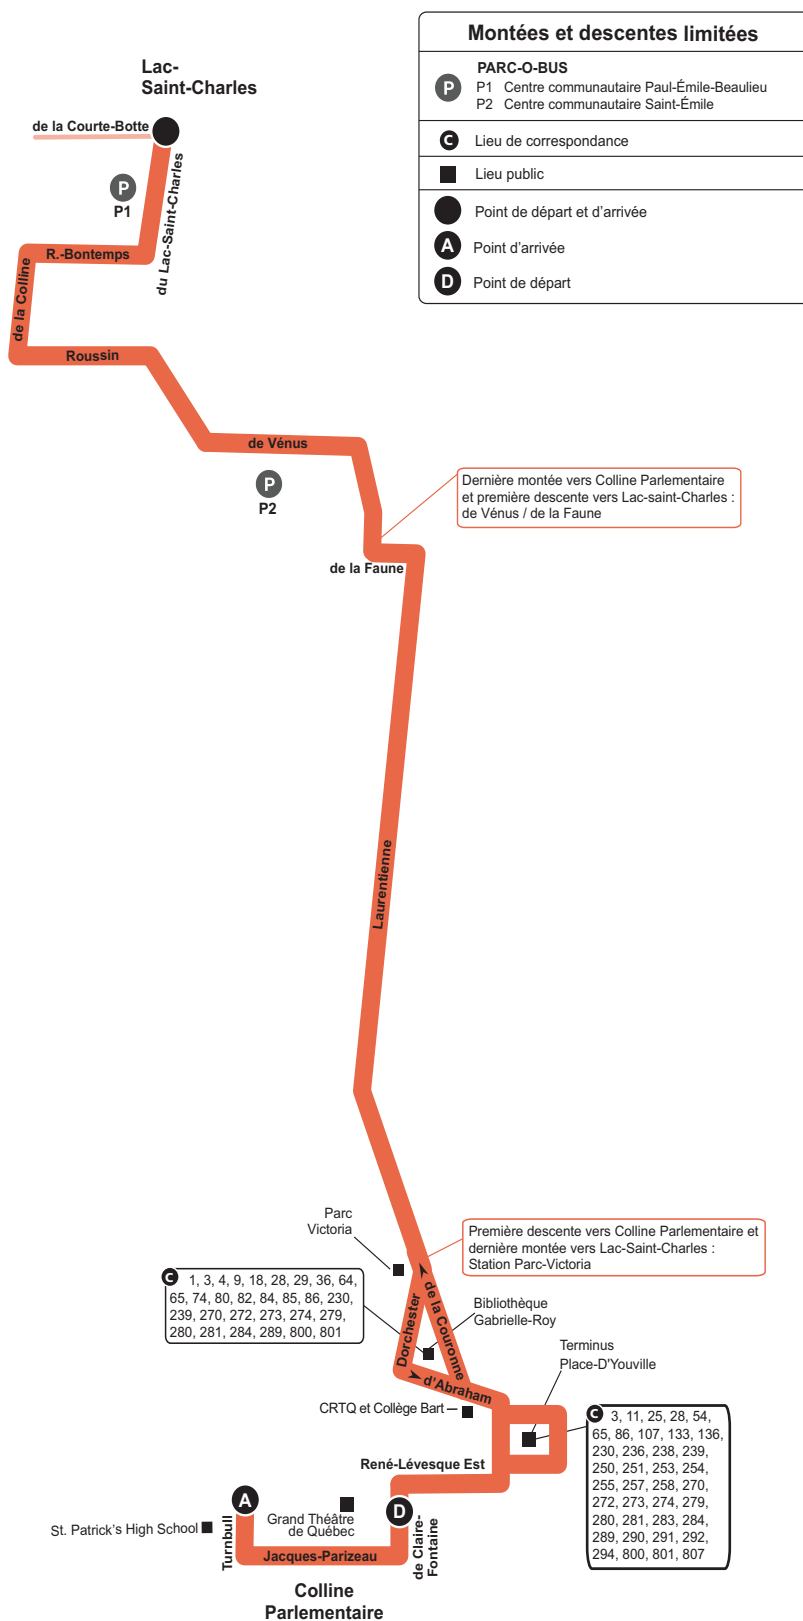 Montées et descentes limitées
PARC-O-BUS
P
P1 Centre communautaire Paul-Émile-Beaulieu
P2 Centre communautaire Saint-Émile
C Lieu de correspondance
Lieu public
Point de départ et d'arrivée
A Point d'arrivée
D Point de départ
Lac-
Saint-Charles
de la Courte-Botte
P
P1
du Lac-Saint-Charles
R.-Bontemps
de la Colline
Roussin
de Vénus
P
P2
Dernière montée vers Colline Parlementaire
et première descente vers Lac-saint-Charles :
de Vénus / de la Faune
de la Faune
Laurentienne
Parc
Victoria
Première descente vers Colline Parlementaire et
dernière montée vers Lac-Saint-Charles :
Station Parc-Victoria
C 1, 3, 4, 9, 18, 28, 29, 36, 64,
65, 74, 80, 82, 84, 85, 86, 230,
239, 270, 272, 273, 274, 279,
280, 281, 284, 289, 800, 801
Dorchester
de la Couronne
Bibliothèque
Gabrielle-Roy
Terminus
Place-D'Youville
d'Abraham
CRTQ et Collège Bart
C 3, 11, 25, 28, 54,
65, 86, 107, 133, 136,
230, 236, 238, 239,
250, 251, 253, 254,
255, 257, 258, 270,
272, 273, 274, 279,
280, 281, 283, 284,
289, 290, 291, 292,
294, 800, 801, 807
René-Lévesque Est
A
D
Grand Théâtre
de Québec
St. Patrick's High School
Turnbull
de Claire-
Fontaine
Jacques-Parizeau
Colline
Parlementaire